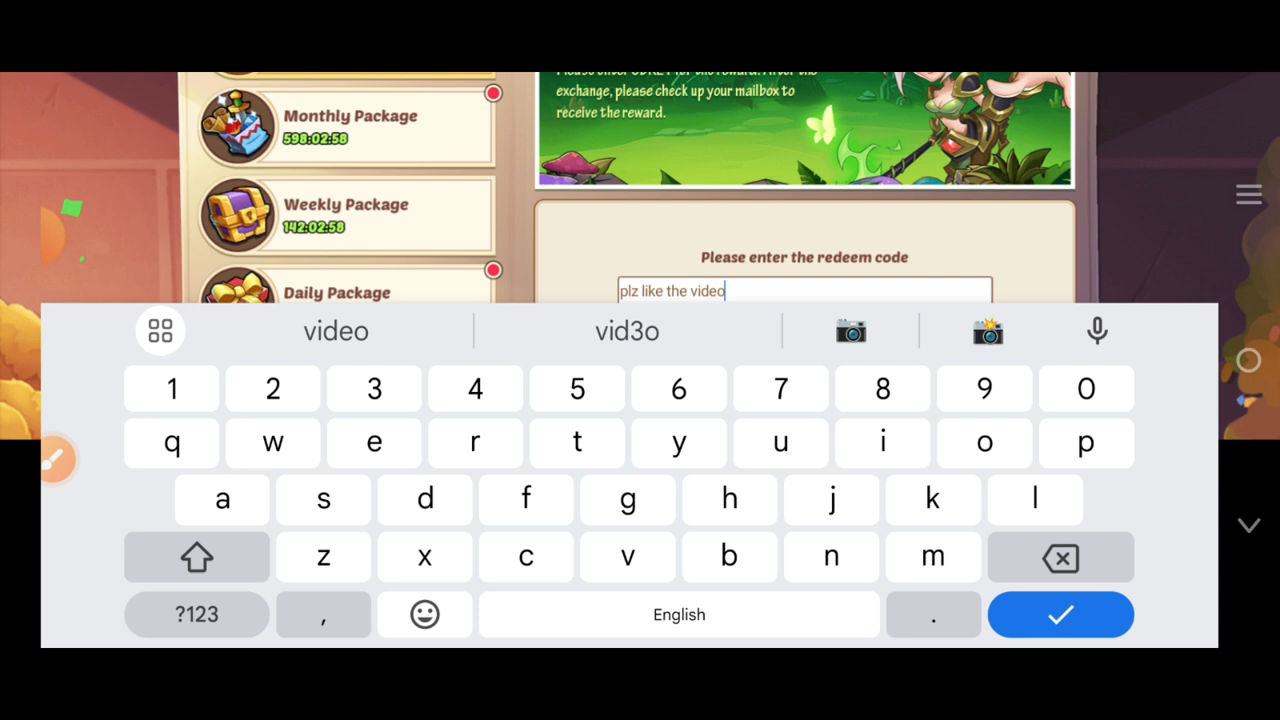 exchange, please check up your mailbox to
receive the reward.
Monthly Package
598:02:58
Weekly Package
142:02:58
Daily Package
Please enter the redeem code
plz like the video
video
vid3o
1 2 3 4 5 6 7 8 9 0
q w e r t y u i o p
a s d f g h j k l
z x c v b n m
?123 , English .